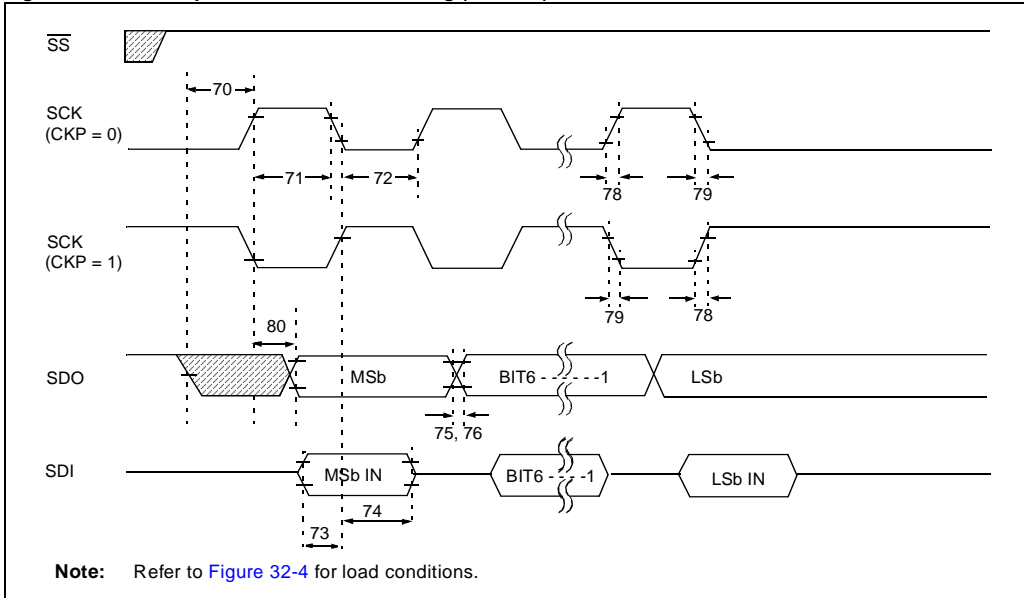 SS
70
SCK
(CKP = 0)
71
72
78
79
SCK
(CKP = 1)
79
78
80
SDO
MSb
BIT6 - - - - - -1
LSb
75, 76
SDI
MSb IN
BIT6 - - - -1
LSb IN
74
73
Note: Refer to Figure 32-4 for load conditions.